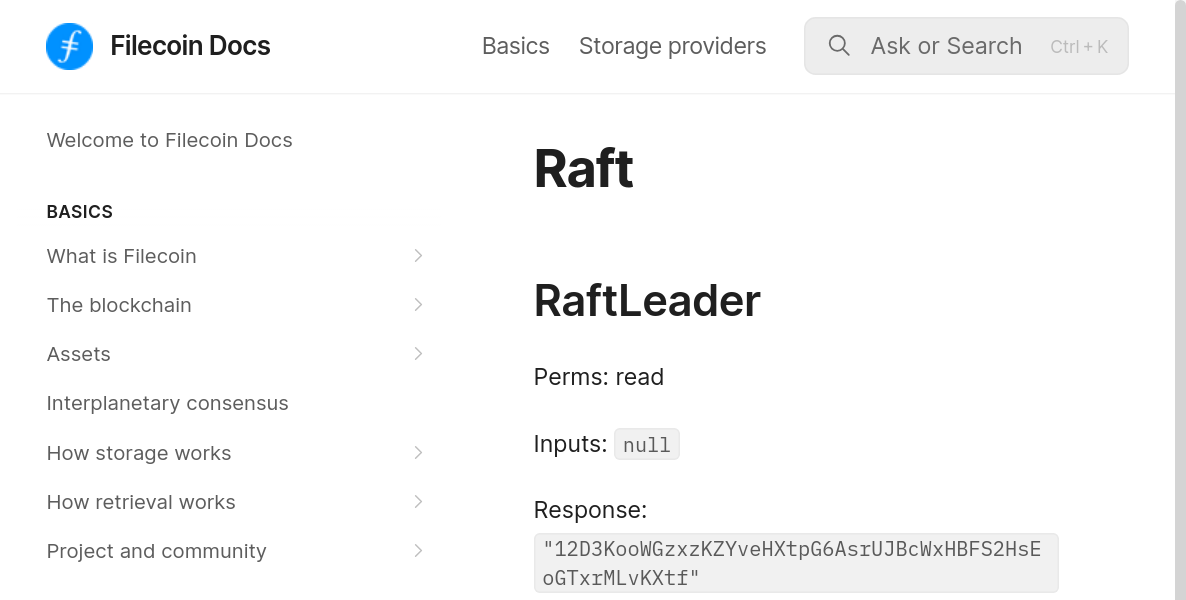 Filecoin Docs
Basics
Storage providers
Ask or Search
Ctrl + K
Welcome to Filecoin Docs
BASICS
What is Filecoin
The blockchain
Assets
Interplanetary consensus
How storage works
How retrieval works
Project and community
Raft
RaftLeader
Perms: read
Inputs: null
Response:
"12D3KooWGzxzKZYveHXtpG6AsrUJBcWxHBFS2HsE
oGTxrMLvKXtf"